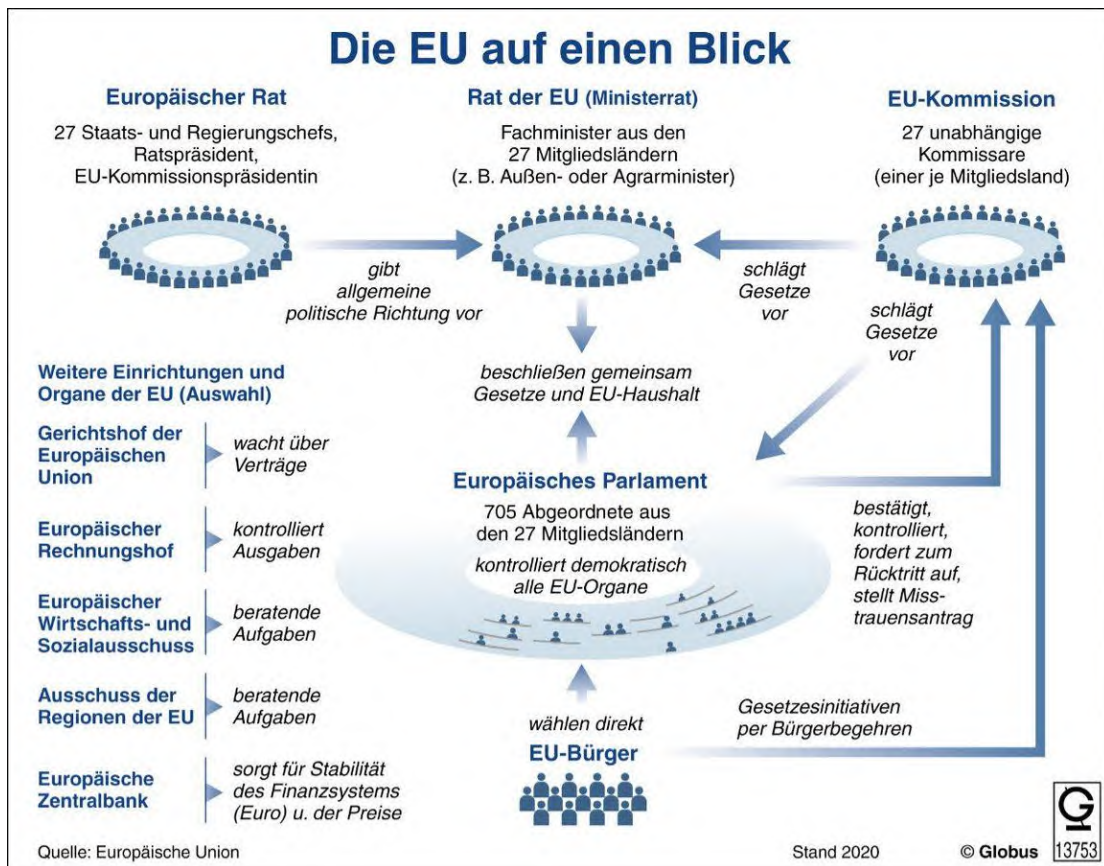 Die EU auf einen Blick
Europäischer Rat
27 Staats- und Regierungschefs,
Ratspräsident,
EU-Kommissionspräsidentin
Rat der EU (Ministerrat)
Fachminister aus den
27 Mitgliedsländern
(z. B. Außen- oder Agrarminister)
EU-Kommission
27 unabhängige
Kommissare
(einer je Mitgliedsland)
gibt
allgemeine
politische Richtung vor
schlägt
Gesetze
vor
schlägt
Gesetze
vor
beschließen gemeinsam
Gesetze und EU-Haushalt
Weitere Einrichtungen und
Organe der EU (Auswahl)
Gerichtshof der
Europäischen
Union
wacht über
Verträge
Europäischer
Rechnungshof
kontrolliert
Ausgaben
Europäischer
Wirtschafts- und
Sozialausschuss
beratende
Aufgaben
Ausschuss der
Regionen der EU
beratende
Aufgaben
Europäische
Zentralbank
sorgt für Stabilität
des Finanzsystems
(Euro) u. der Preise
Europäisches Parlament
705 Abgeordnete aus
den 27 Mitgliedsländern
kontrolliert demokratisch
alle EU-Organe
bestätigt,
kontrolliert,
fordert zum
Rücktritt auf,
stellt Miss-
trauensantrag
wählen direkt
EU-Bürger
Gesetzesinitiativen
per Bürgerbegehren
Quelle: Europäische Union
Stand 2020
© Globus
G
13753